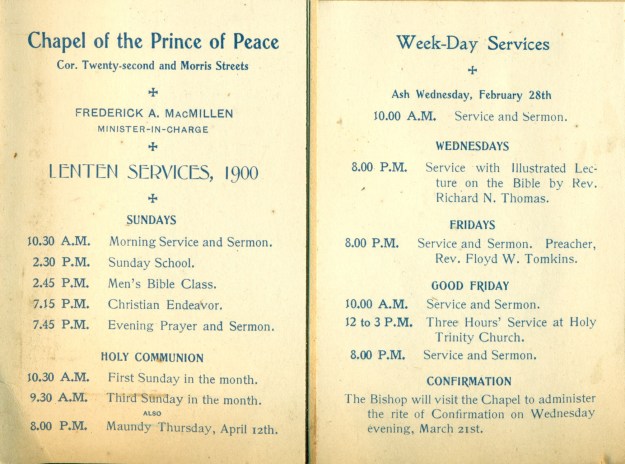 Chapel of the Prince of Peace
Cor. Twenty-second and Morris Streets
FREDERICK A. MACMILLEN
MINISTER-IN-CHARGE
LENTEN SERVICES, 1900
SUNDAYS
10.30 A.M. Morning Service and Sermon.
2.30 P.M. Sunday School.
2.45 P.M. Men's Bible Class.
7.15 P.M. Christian Endeavor.
7.45 P.M. Evening Prayer and Sermon.
HOLY COMMUNION
10.30 A.M. First Sunday in the month.
9.30 A.M. Third Sunday in the month.
ALSO
8.00 P.M. Maundy Thursday, April 12th.
Week-Day Services
Ash Wednesday, February 28th
10.00 A.M. Service and Sermon.
WEDNESDAYS
8.00 P.M. Service with Illustrated Lec-
ture on the Bible by Rev.
Richard N. Thomas.
FRIDAYS
8.00 P.M. Service and Sermon. Preacher,
Rev. Floyd W. Tomkins.
GOOD FRIDAY
10.00 A.M. Service and Sermon.
12 to 3 P.M. Three Hours' Service at Holy
Trinity Church.
8.00 P.M. Service and Sermon.
CONFIRMATION
The Bishop will visit the Chapel to administer
the rite of Confirmation on Wednesday
evening, March 21st.